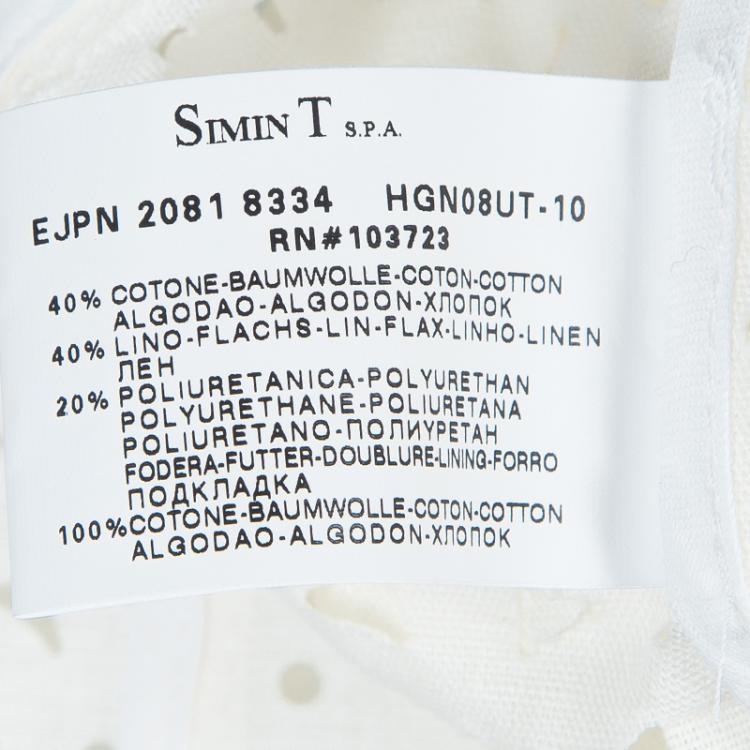 SIMIN T S.P.A.
EJPN 2081 8334 HGN08UT-10
RN#103723
40% COTONE-BAUMWOLLE-COTON-COTTON
ALGODAO-ALGODON-ХЛОПОК
40% LINO-FLACHS-LIN-FLAX-LINHO-LINEN
ЛЕН
20% POLIURETANICA-POLYURETHAN
POLYURETHANE-POLIURETANA
POLIURETANO-ПОЛИУРЕТАН
FODERA-FUTTER-DOUBLURE-LINING-FORRO
ПОДКЛАДКА
100% COTONE-BAUMWOLLE-COTON-COTTON
ALGODAO-ALGODON-ХЛОПОК